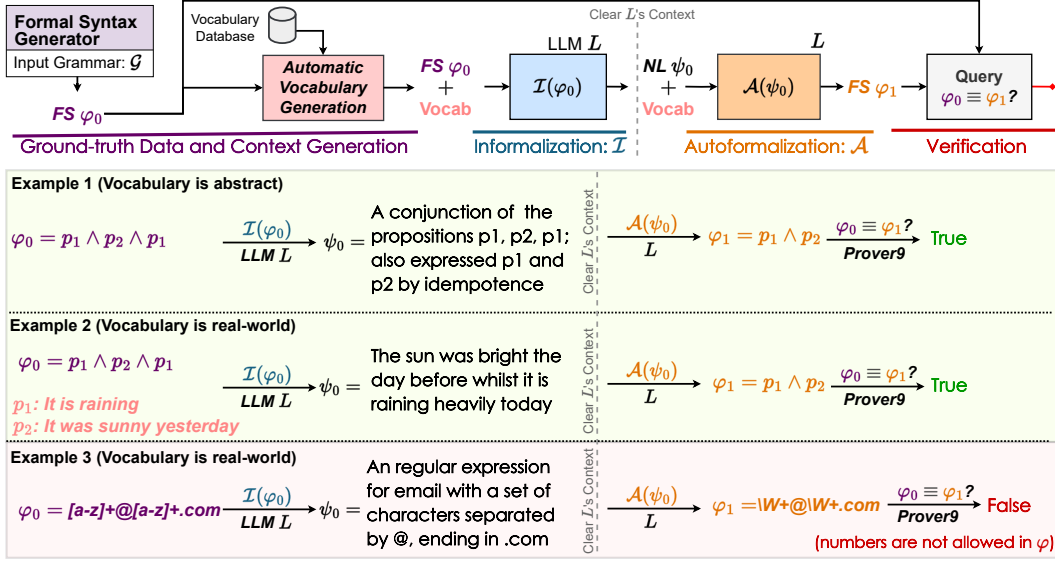 Formal Syntax
Generator
Input Grammar: 𝒢
Vocabulary
Database
Clear L's Context
LLM L
L
FS φ₀
Automatic
Vocabulary
Generation
FS φ₀
+
Vocab
ℐ(φ₀)
NL ψ₀
+
Vocab
𝒜(ψ₀)
FS φ₁
Query
φ₀ ≡ φ₁?
Ground-truth Data and Context Generation
Informalization: ℐ
Autoformalization: 𝒜
Verification
Example 1 (Vocabulary is abstract)
φ₀ = p₁ ∧ p₂ ∧ p₁
ℐ(φ₀)
LLM L
ψ₀ =
A conjunction of the
propositions p1, p2, p1;
also expressed p1 and
p2 by idempotence
Clear L's Context
𝒜(ψ₀)
L
φ₁ = p₁ ∧ p₂
φ₀ ≡ φ₁?
Prover9
True
Example 2 (Vocabulary is real-world)
φ₀ = p₁ ∧ p₂ ∧ p₁
p₁: It is raining
p₂: It was sunny yesterday
ℐ(φ₀)
LLM L
ψ₀ =
The sun was bright the
day before whilst it is
raining heavily today
Clear L's Context
𝒜(ψ₀)
L
φ₁ = p₁ ∧ p₂
φ₀ ≡ φ₁?
Prover9
True
Example 3 (Vocabulary is real-world)
φ₀ = [a-z]+@[a-z]+.com
ℐ(φ₀)
LLM L
ψ₀ =
An regular expression
for email with a set of
characters separated
by @, ending in .com
Clear L's Context
𝒜(ψ₀)
L
φ₁ =\W+@\W+.com
φ₀ ≡ φ₁?
Prover9
False
(numbers are not allowed in φ)